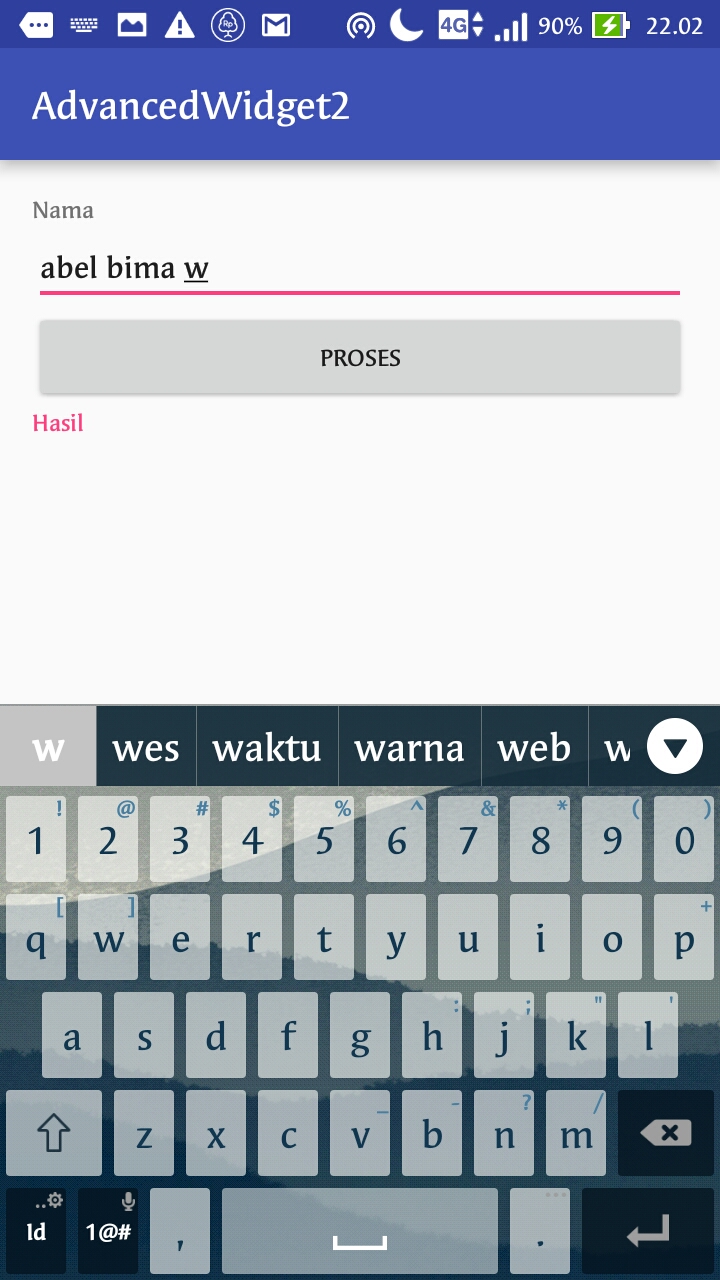 4G 90% 22.02
AdvancedWidget2
Nama
abel bima w
PROSES
Hasil
w wes waktu warna web w
! @ # $ % ^ & * ( )
1 2 3 4 5 6 7 8 9 0
[ ] +
q w e r t y u i o p
: ; " '
a s d f g h j k l
_ - ? /
z x c v b n m
Id 1@# , .